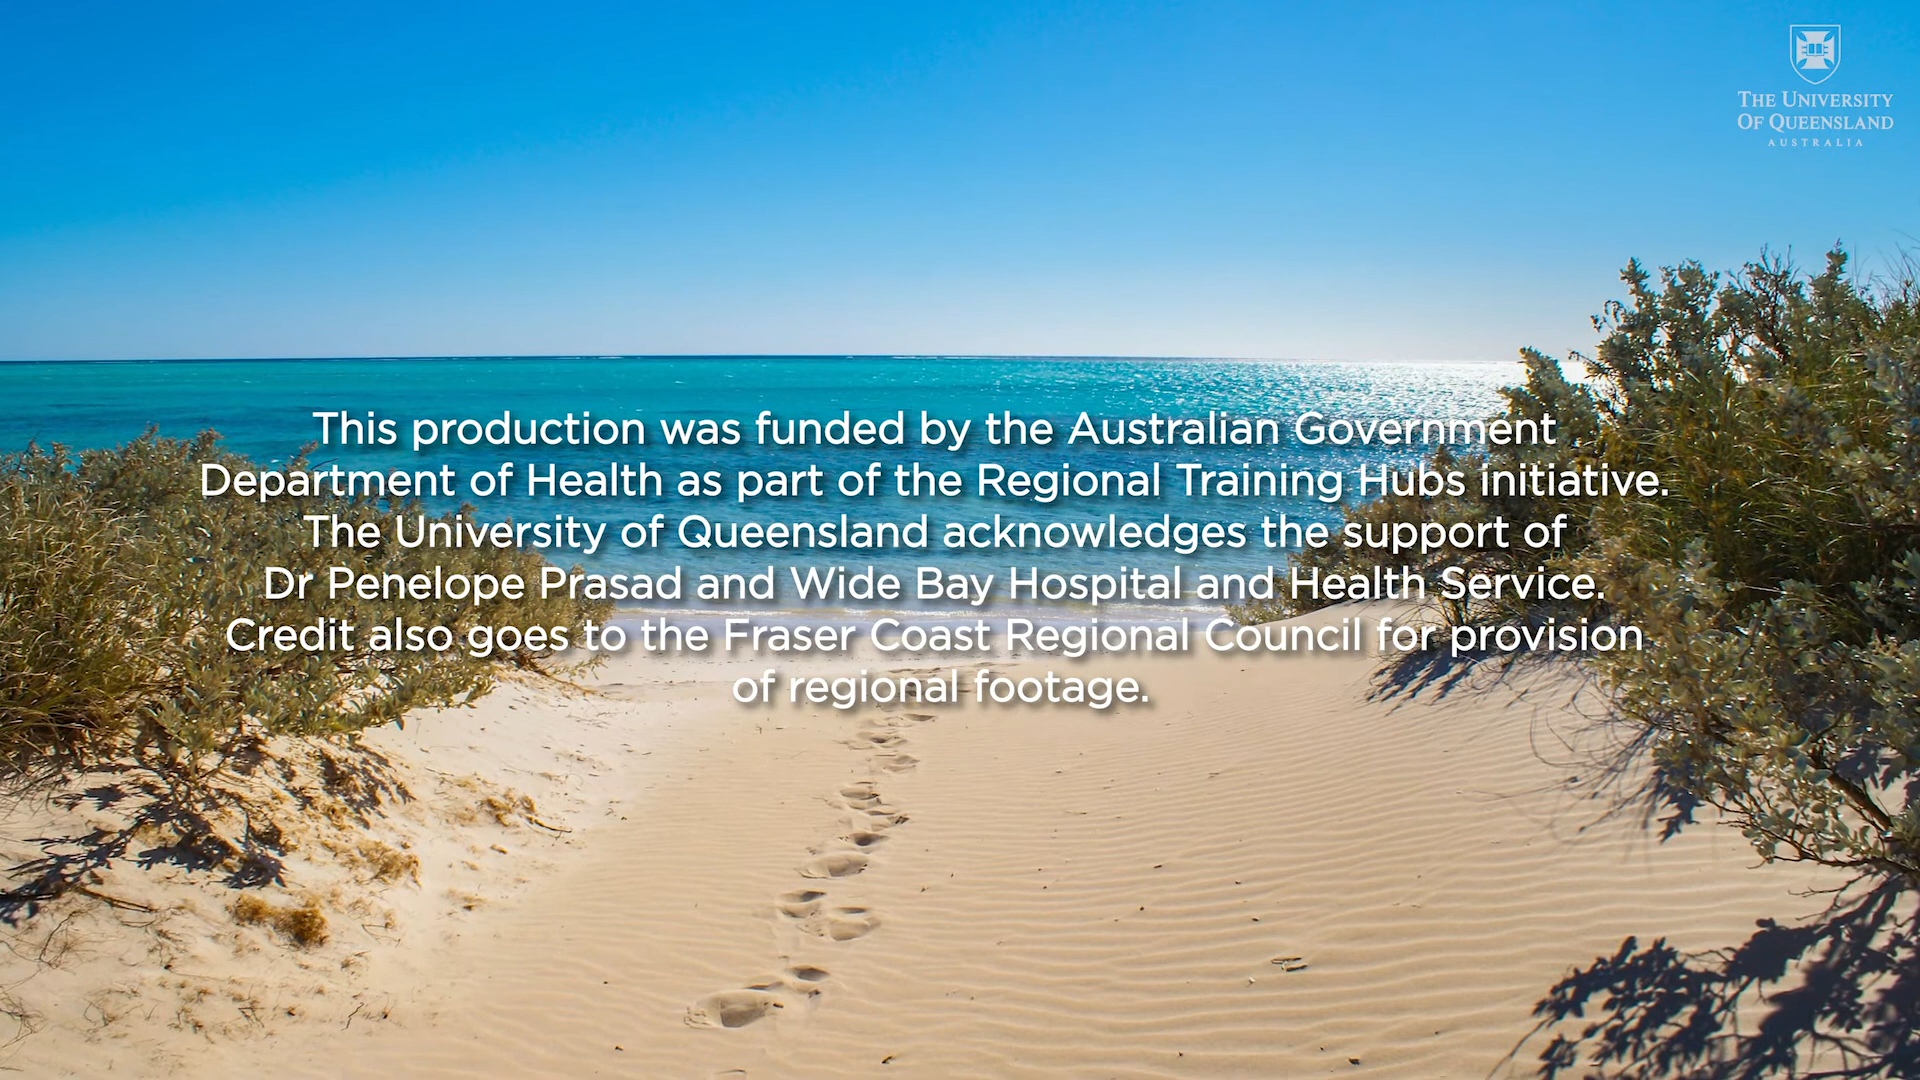 THE UNIVERSITY
OF QUEENSLAND
AUSTRALIA
This production was funded by the Australian Government
Department of Health as part of the Regional Training Hubs initiative.
The University of Queensland acknowledges the support of
Dr Penelope Prasad and Wide Bay Hospital and Health Service.
Credit also goes to the Fraser Coast Regional Council for provision
of regional footage.